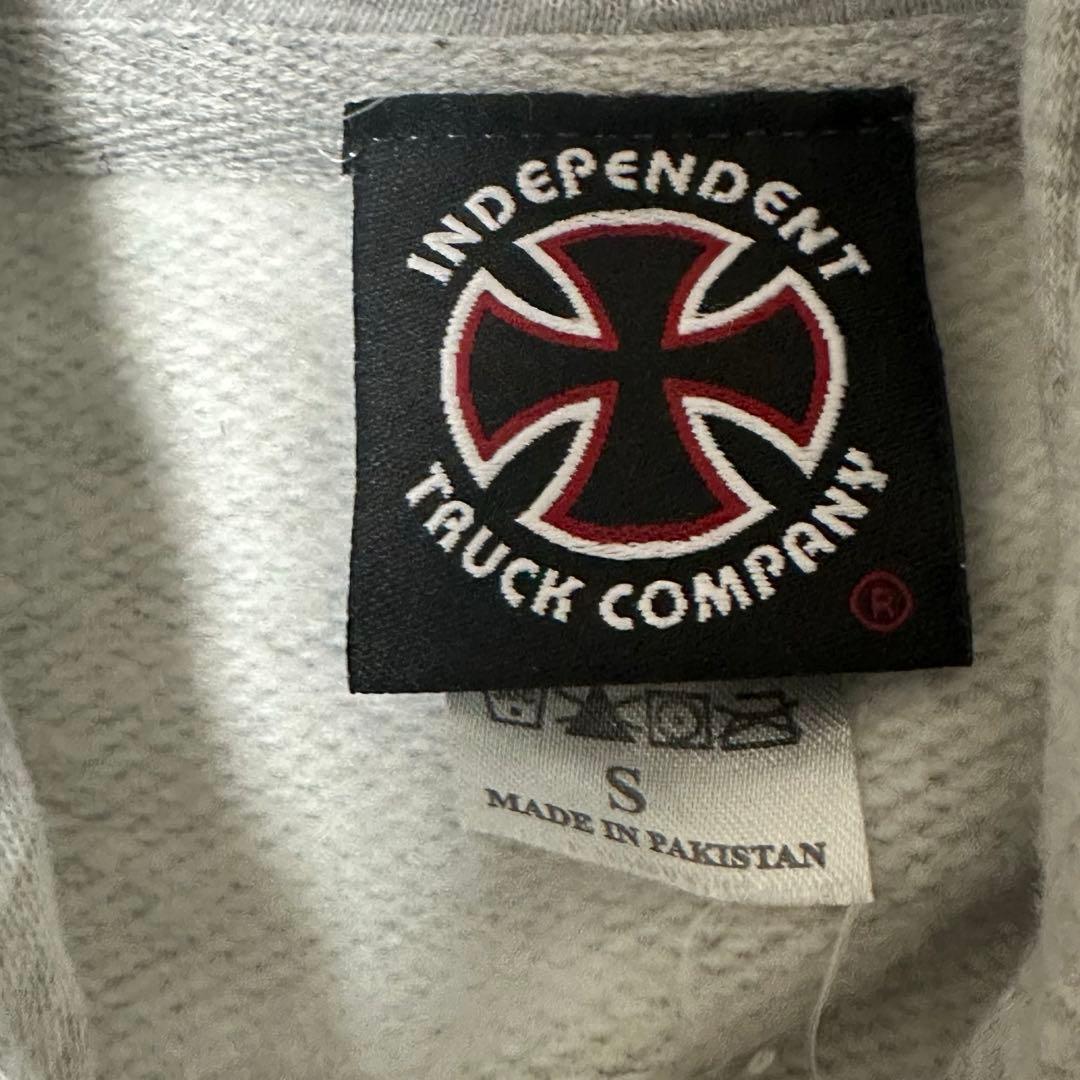 INDEPENDENT
TRUCK COMPANY
®
S
MADE IN PAKISTAN